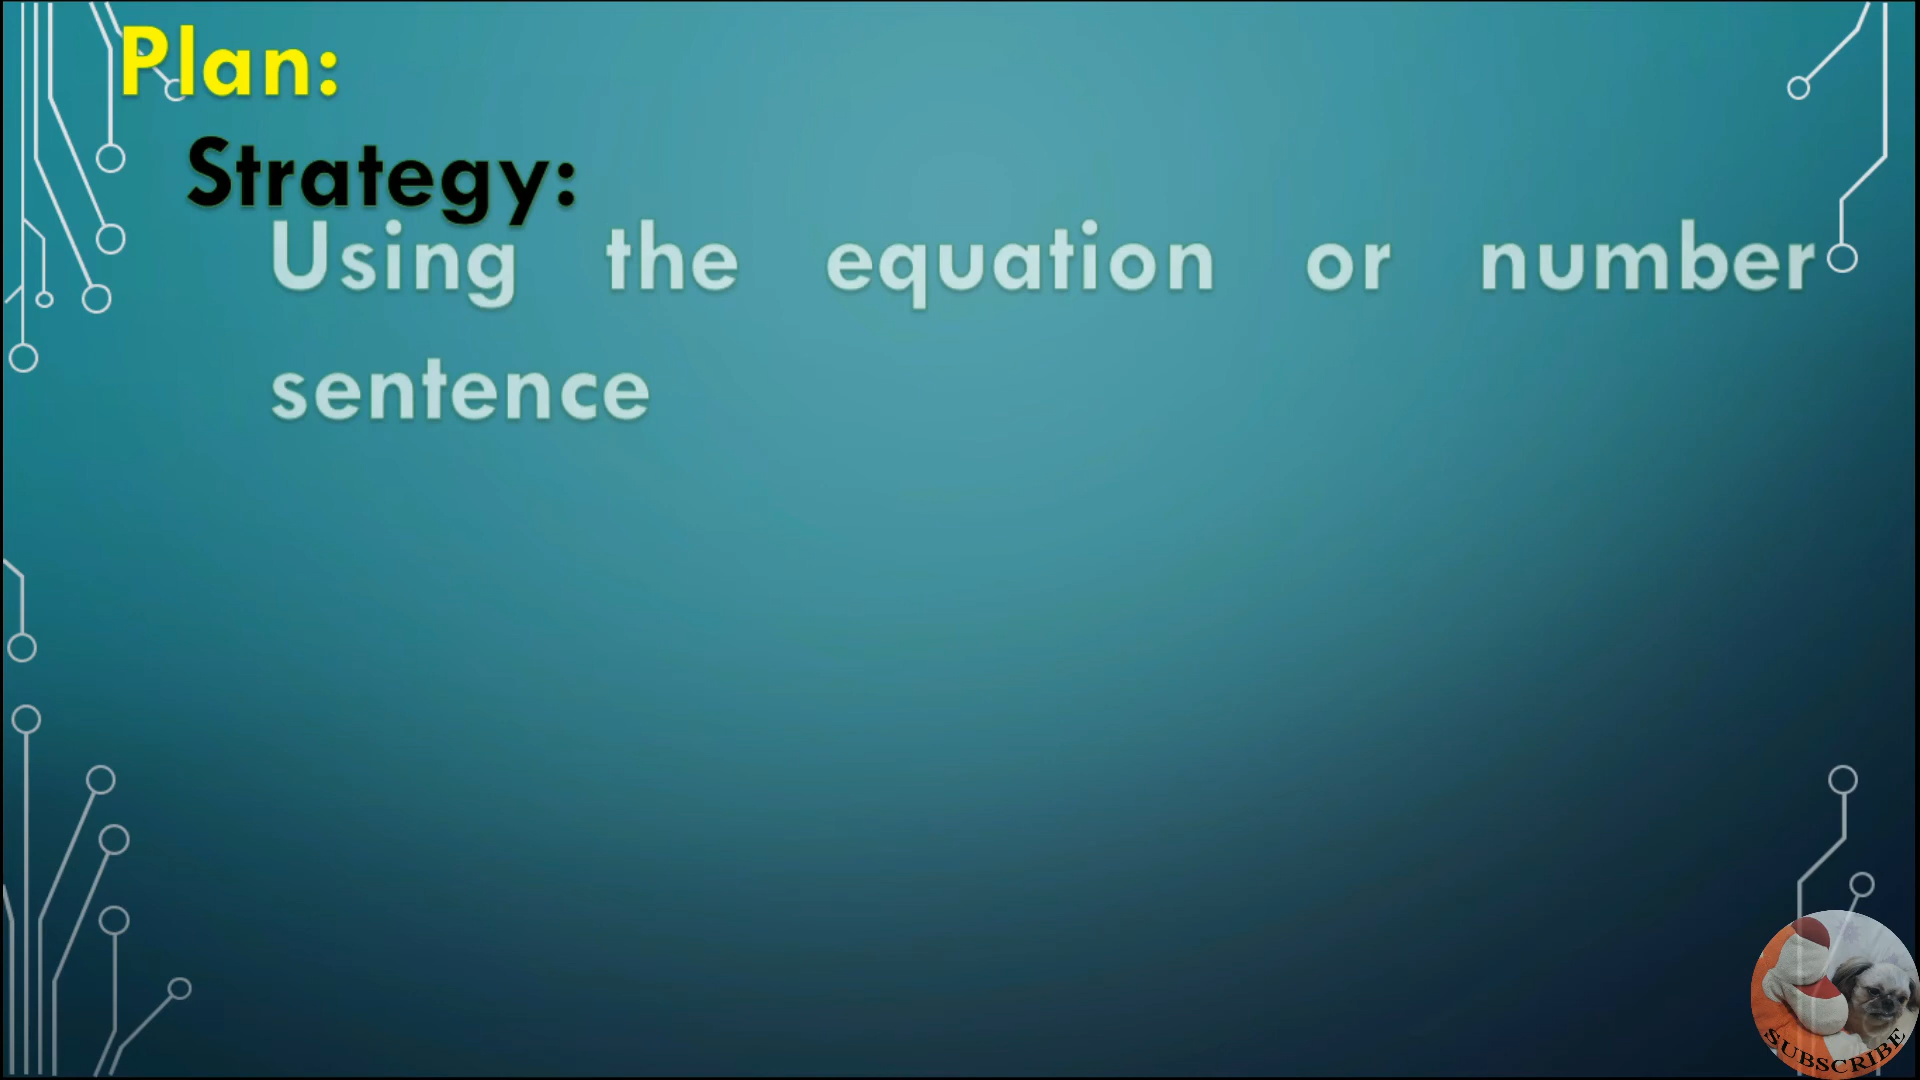 Plan:
Strategy:
Using the equation or number
sentence
SUBSCRIBE